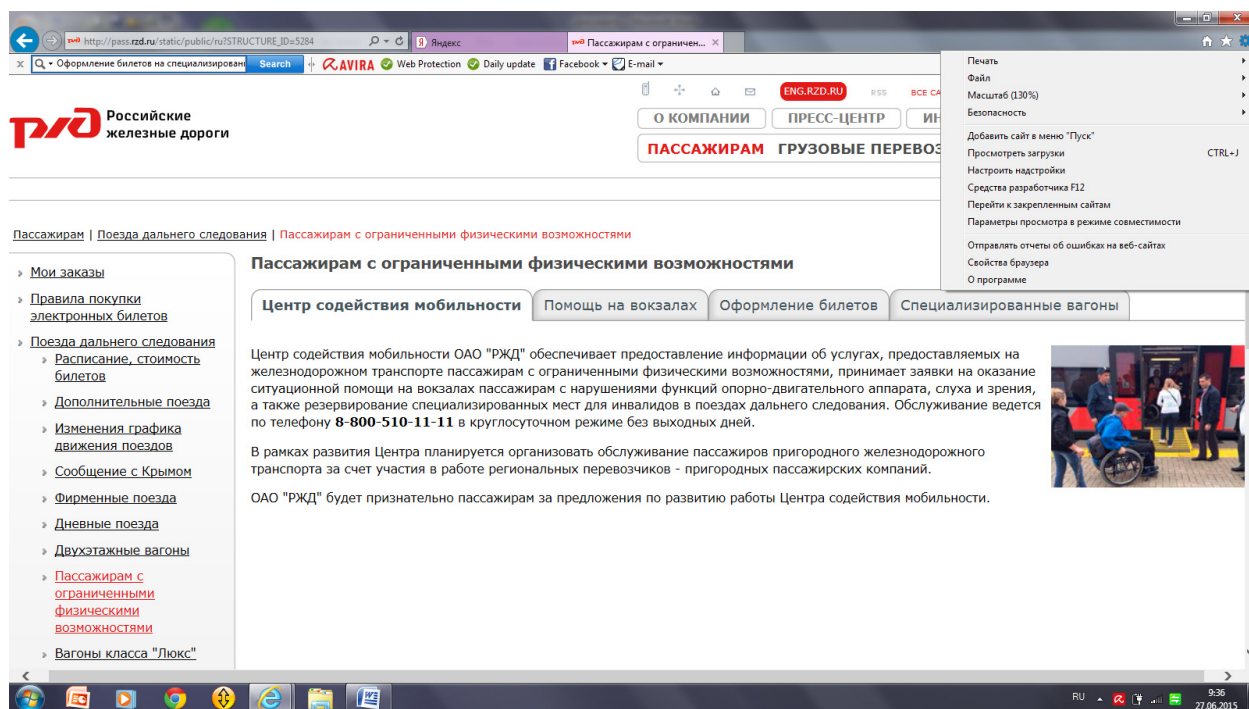 http://pass.rzd.ru/static/public/ru?STRUCTURE_ID=5284
Яндекс
Пассажирам с ограничен...
Оформление билетов на специализирован
Search
AVIRA
Web Protection
Daily update
Facebook
E-mail
ENG.RZD.RU
RSS
ВСЕ СА
Российские
железные дороги
О КОМПАНИИ
ПРЕСС-ЦЕНТР
ИН
ПАССАЖИРАМ
ГРУЗОВЫЕ ПЕРЕВОЗ
Печать
Файл
Масштаб (130%)
Безопасность
Добавить сайт в меню "Пуск"
Просмотреть загрузки CTRL+J
Настроить надстройки
Средства разработчика F12
Перейти к закрепленным сайтам
Параметры просмотра в режиме совместимости
Отправлять отчеты об ошибках на веб-сайтах
Свойства браузера
О программе
Пассажирам | Поезда дальнего следования | Пассажирам с ограниченными физическими возможностями
Мои заказы
Правила покупки
электронных билетов
Поезда дальнего следования
Расписание, стоимость
билетов
Дополнительные поезда
Изменения графика
движения поездов
Сообщение с Крымом
Фирменные поезда
Дневные поезда
Двухэтажные вагоны
Пассажирам с
ограниченными
физическими
возможностями
Вагоны класса "Люкс"
Пассажирам с ограниченными физическими возможностями
Центр содействия мобильности
Помощь на вокзалах
Оформление билетов
Специализированные вагоны
Центр содействия мобильности ОАО "РЖД" обеспечивает предоставление информации об услугах, предоставляемых на
железнодорожном транспорте пассажирам с ограниченными физическими возможностями, принимает заявки на оказание
ситуационной помощи на вокзалах пассажирам с нарушениями функций опорно-двигательного аппарата, слуха и зрения,
а также резервирование специализированных мест для инвалидов в поездах дальнего следования. Обслуживание ведется
по телефону 8-800-510-11-11 в круглосуточном режиме без выходных дней.
В рамках развития Центра планируется организовать обслуживание пассажиров пригородного железнодорожного
транспорта за счет участия в работе региональных перевозчиков - пригородных пассажирских компаний.
ОАО "РЖД" будет признательно пассажирам за предложения по развитию работы Центра содействия мобильности.
RU
9:36
27.06.2015